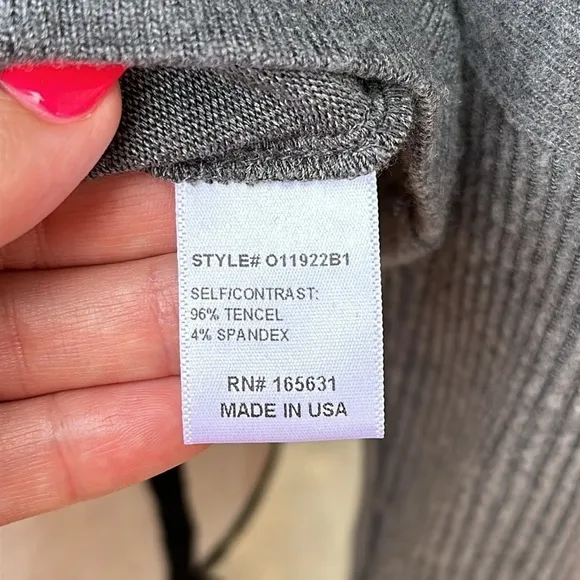 STYLE# O11922B1
SELF/CONTRAST:
96% TENCEL
4% SPANDEX
RN# 165631
MADE IN USA